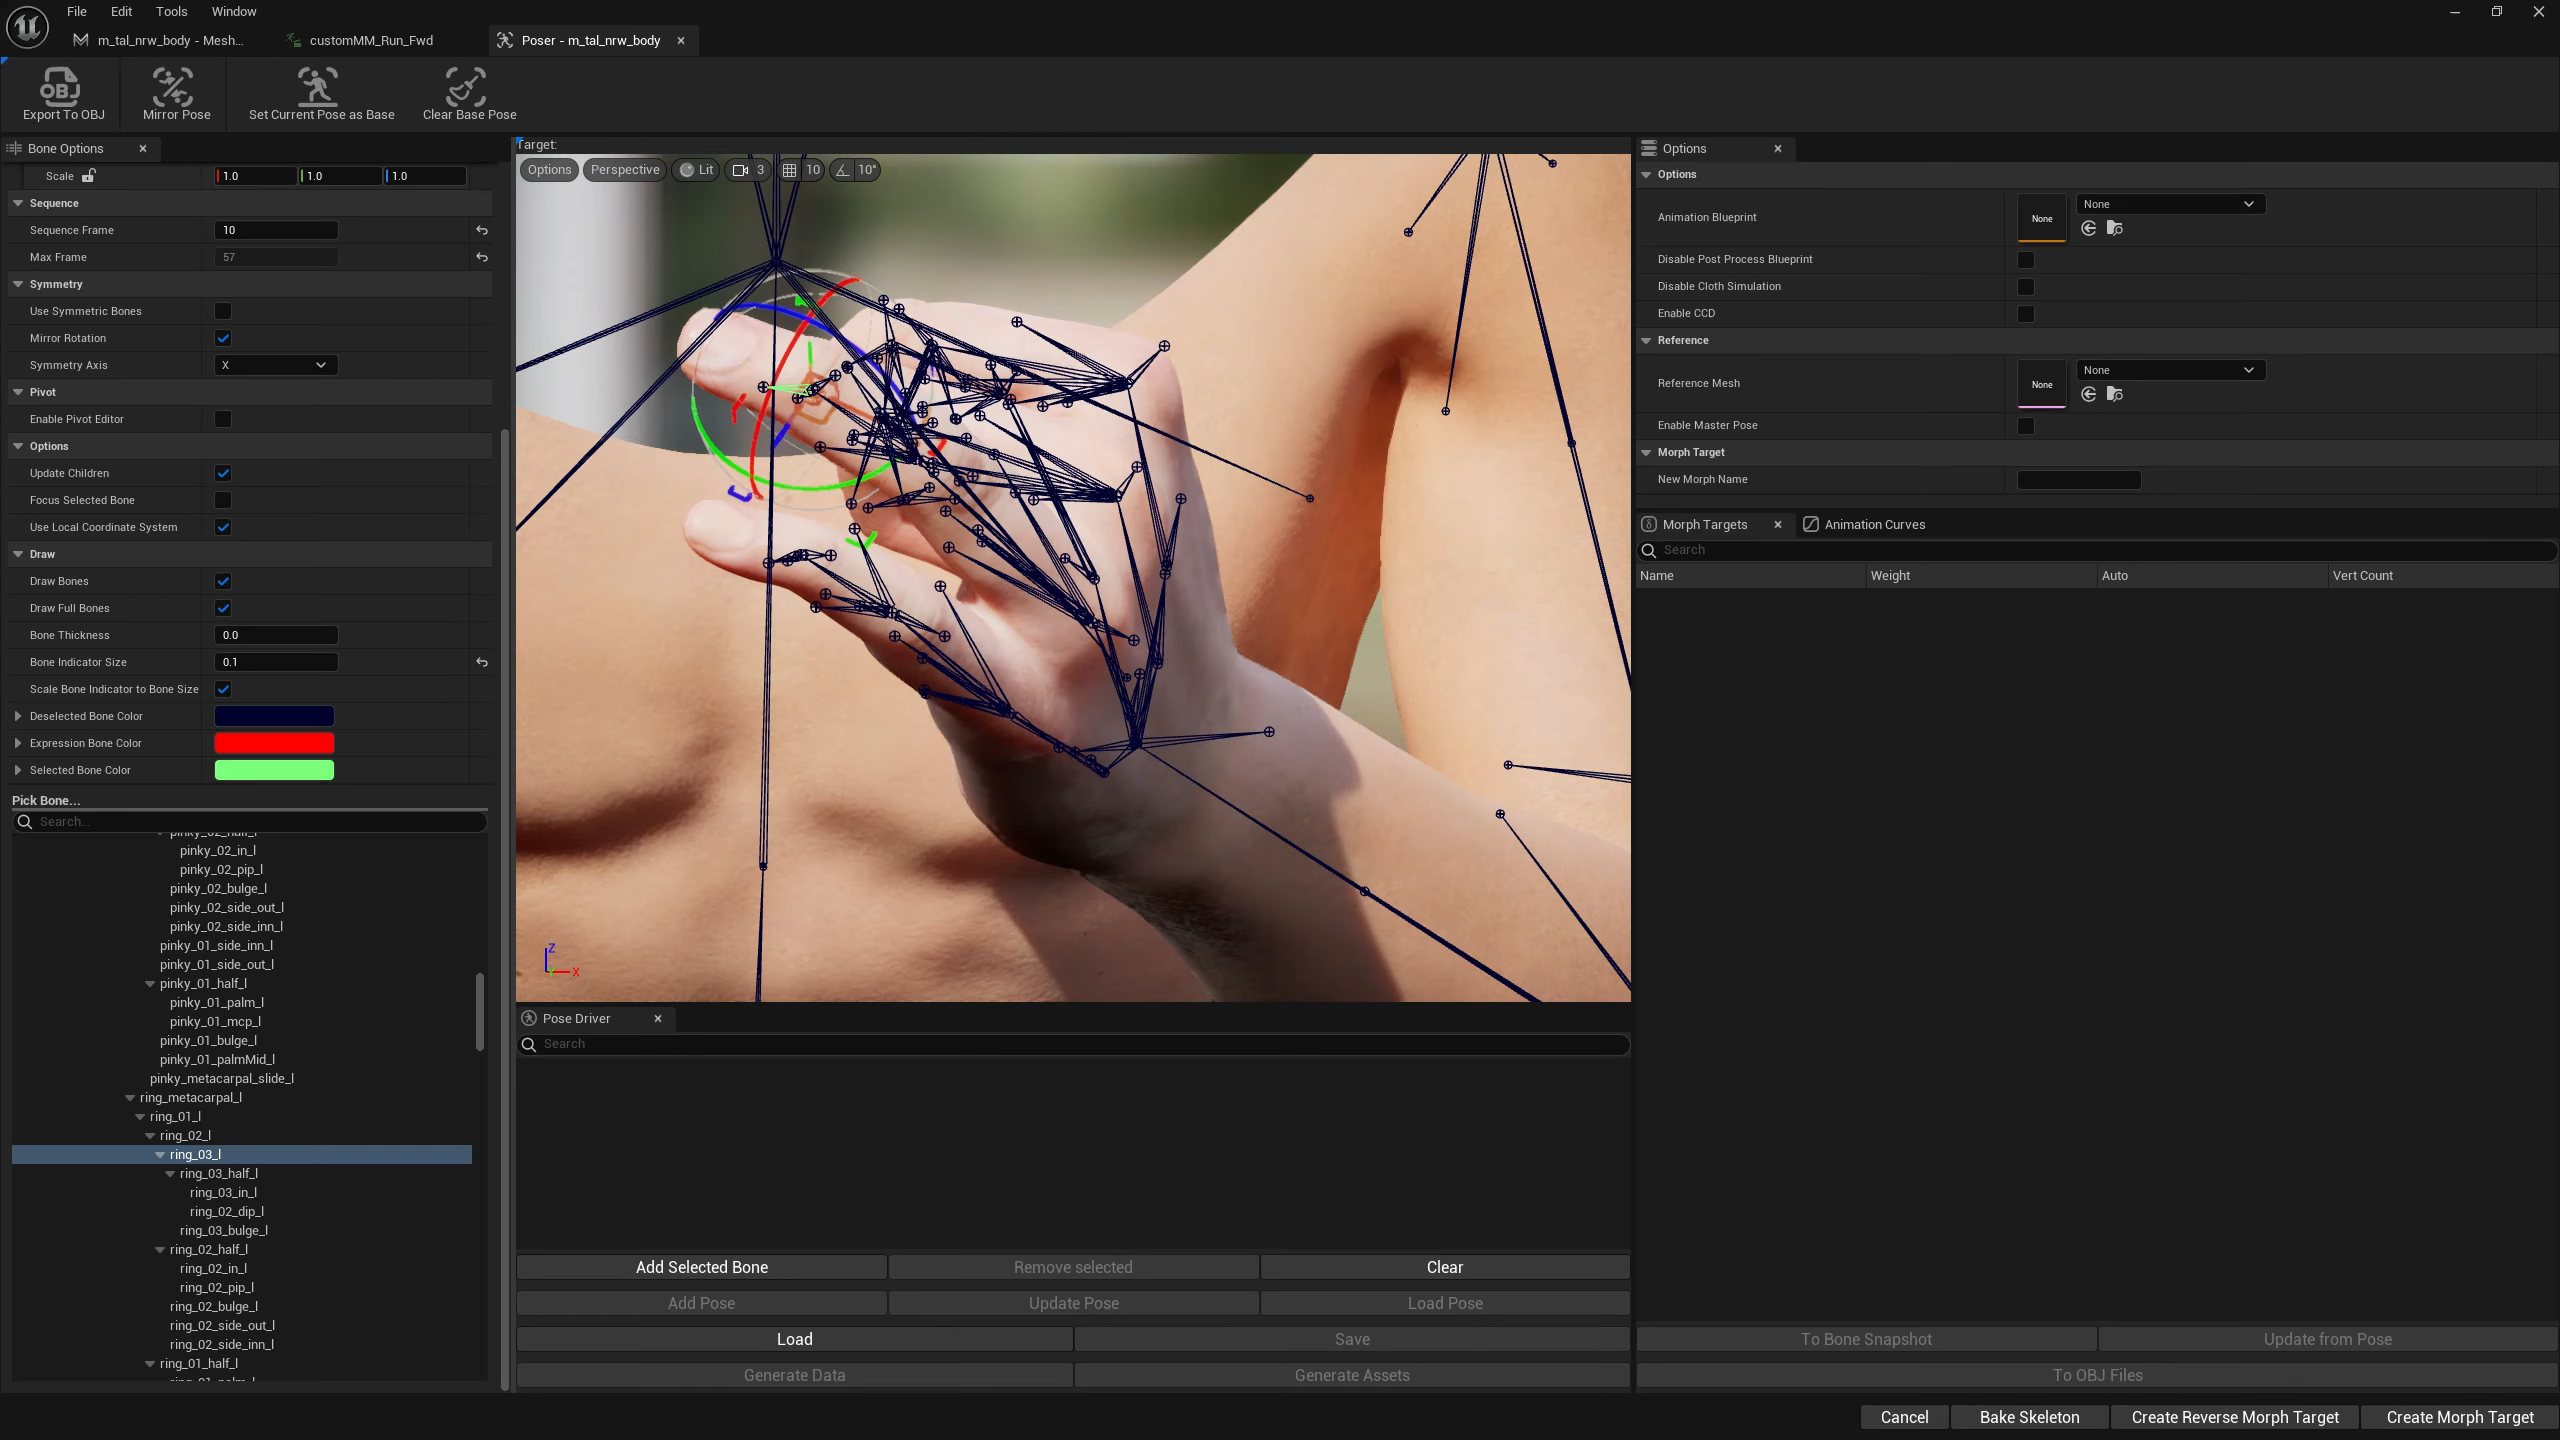 File Edit Tools Window
m_tal_nrw_body - Mesh...
customMM_Run_Fwd
Poser - m_tal_nrw_body
Export To OBJ
Mirror Pose
Set Current Pose as Base
Clear Base Pose
Bone Options
Scale 1.0 1.0 1.0
Sequence
Sequence Frame 10
Max Frame 57
Symmetry
Use Symmetric Bones
Mirror Rotation
Symmetry Axis X
Pivot
Enable Pivot Editor
Options
Update Children
Focus Selected Bone
Use Local Coordinate System
Draw
Draw Bones
Draw Full Bones
Bone Thickness 0.0
Bone Indicator Size 0.1
Scale Bone Indicator to Bone Size
Deselected Bone Color
Expression Bone Color
Selected Bone Color
Pick Bone...
Search...
pinky_02_half_l
pinky_02_in_l
pinky_02_pip_l
pinky_02_bulge_l
pinky_02_side_out_l
pinky_02_side_inn_l
pinky_01_side_inn_l
pinky_01_side_out_l
pinky_01_half_l
pinky_01_palm_l
pinky_01_mcp_l
pinky_01_bulge_l
pinky_01_palmMid_l
pinky_metacarpal_slide_l
ring_metacarpal_l
ring_01_l
ring_02_l
ring_03_l
ring_03_half_l
ring_03_in_l
ring_02_dip_l
ring_03_bulge_l
ring_02_half_l
ring_02_in_l
ring_02_pip_l
ring_02_bulge_l
ring_02_side_out_l
ring_02_side_inn_l
ring_01_half_l
Target:
Options Perspective Lit 3 10 10°
Z
X
Pose Driver
Search
Add Selected Bone Remove selected Clear
Add Pose Update Pose Load Pose
Load Save
Generate Data Generate Assets
Options
Options
Animation Blueprint None None
Disable Post Process Blueprint
Disable Cloth Simulation
Enable CCD
Reference
Reference Mesh None None
Enable Master Pose
Morph Target
New Morph Name
Morph Targets Animation Curves
Search
Name Weight Auto Vert Count
To Bone Snapshot Update from Pose
To OBJ Files
Cancel Bake Skeleton Create Reverse Morph Target Create Morph Target